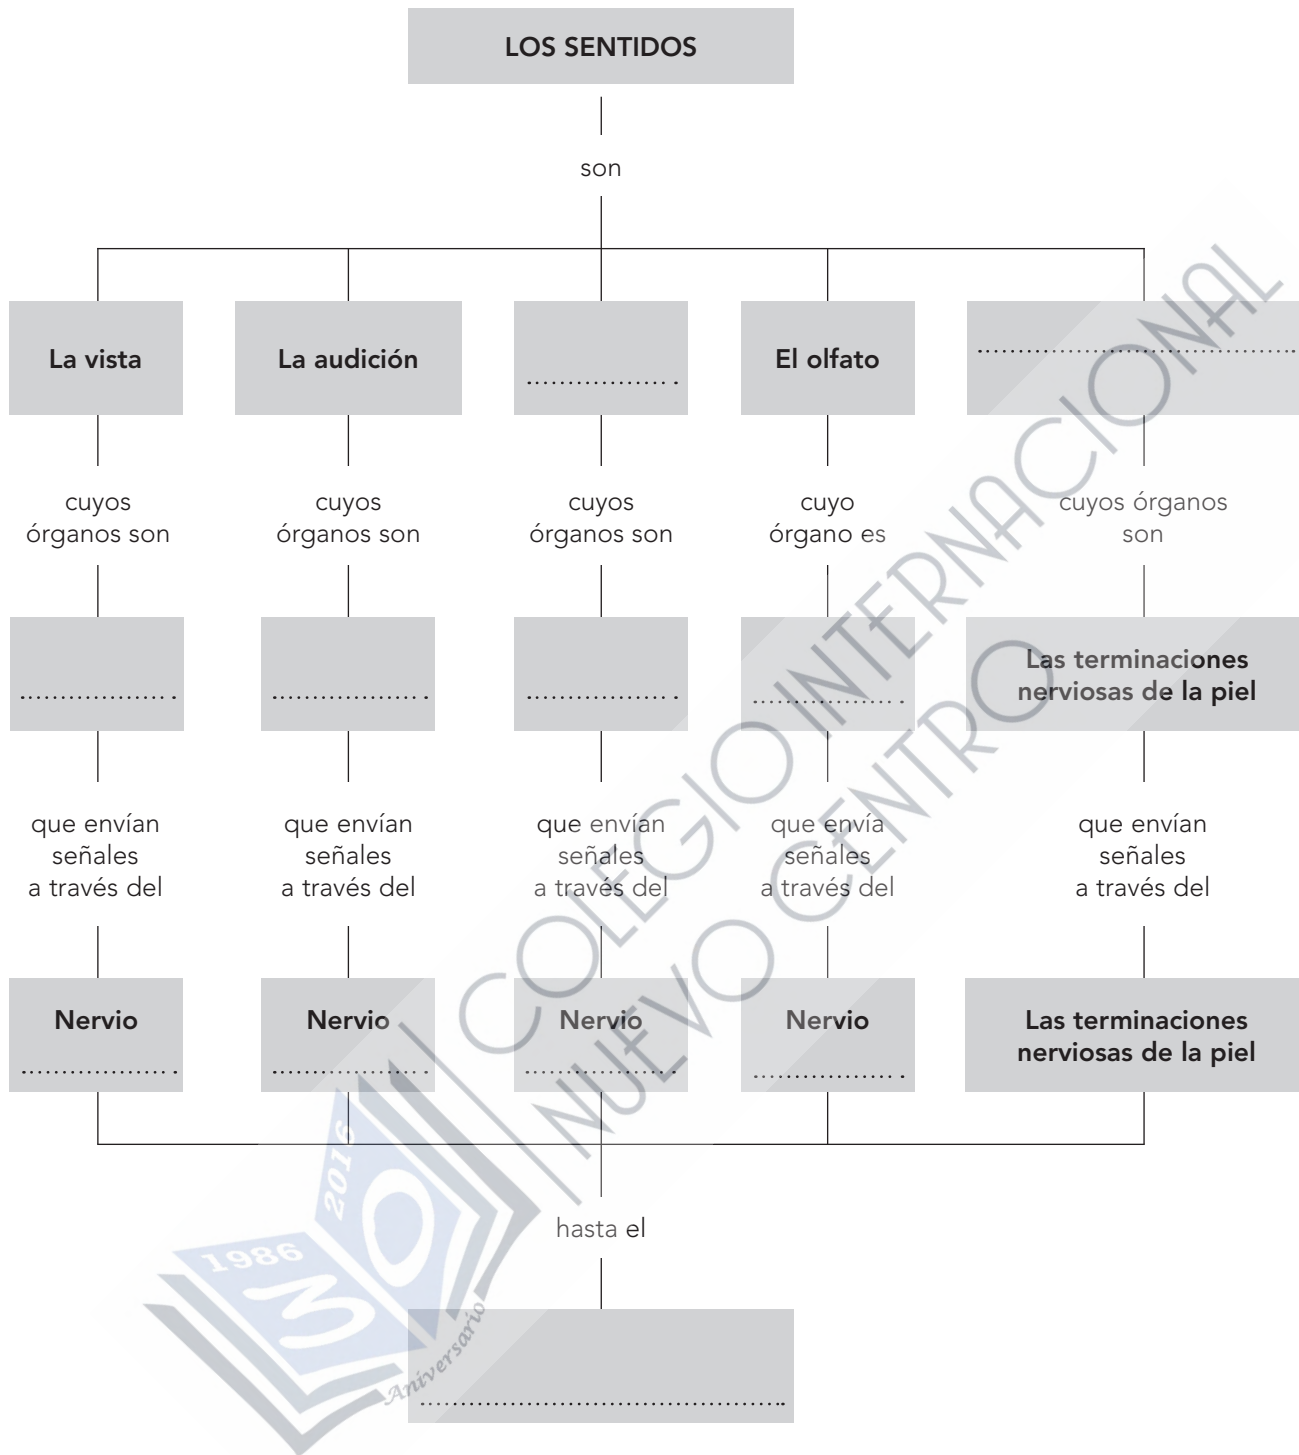 LOS SENTIDOS
son
La vista
La audición
.................
El olfato
.......................................
cuyos
órganos son
cuyos
órganos son
cuyos
órganos son
cuyo
órgano es
cuyos órganos
son
.................
.................
.................
.................
Las terminaciones
nerviosas de la piel
que envían
señales
a través del
que envían
señales
a través del
que envían
señales
a través del
que envía
señales
a través del
que envían
señales
a través del
Nervio
.................
Nervio
.................
Nervio
.................
Nervio
.................
Las terminaciones
nerviosas de la piel
hasta el
.............................................
COLEGIO INTERNACIONAL
NUEVO CENTRO
1986
2016
30
Aniversario